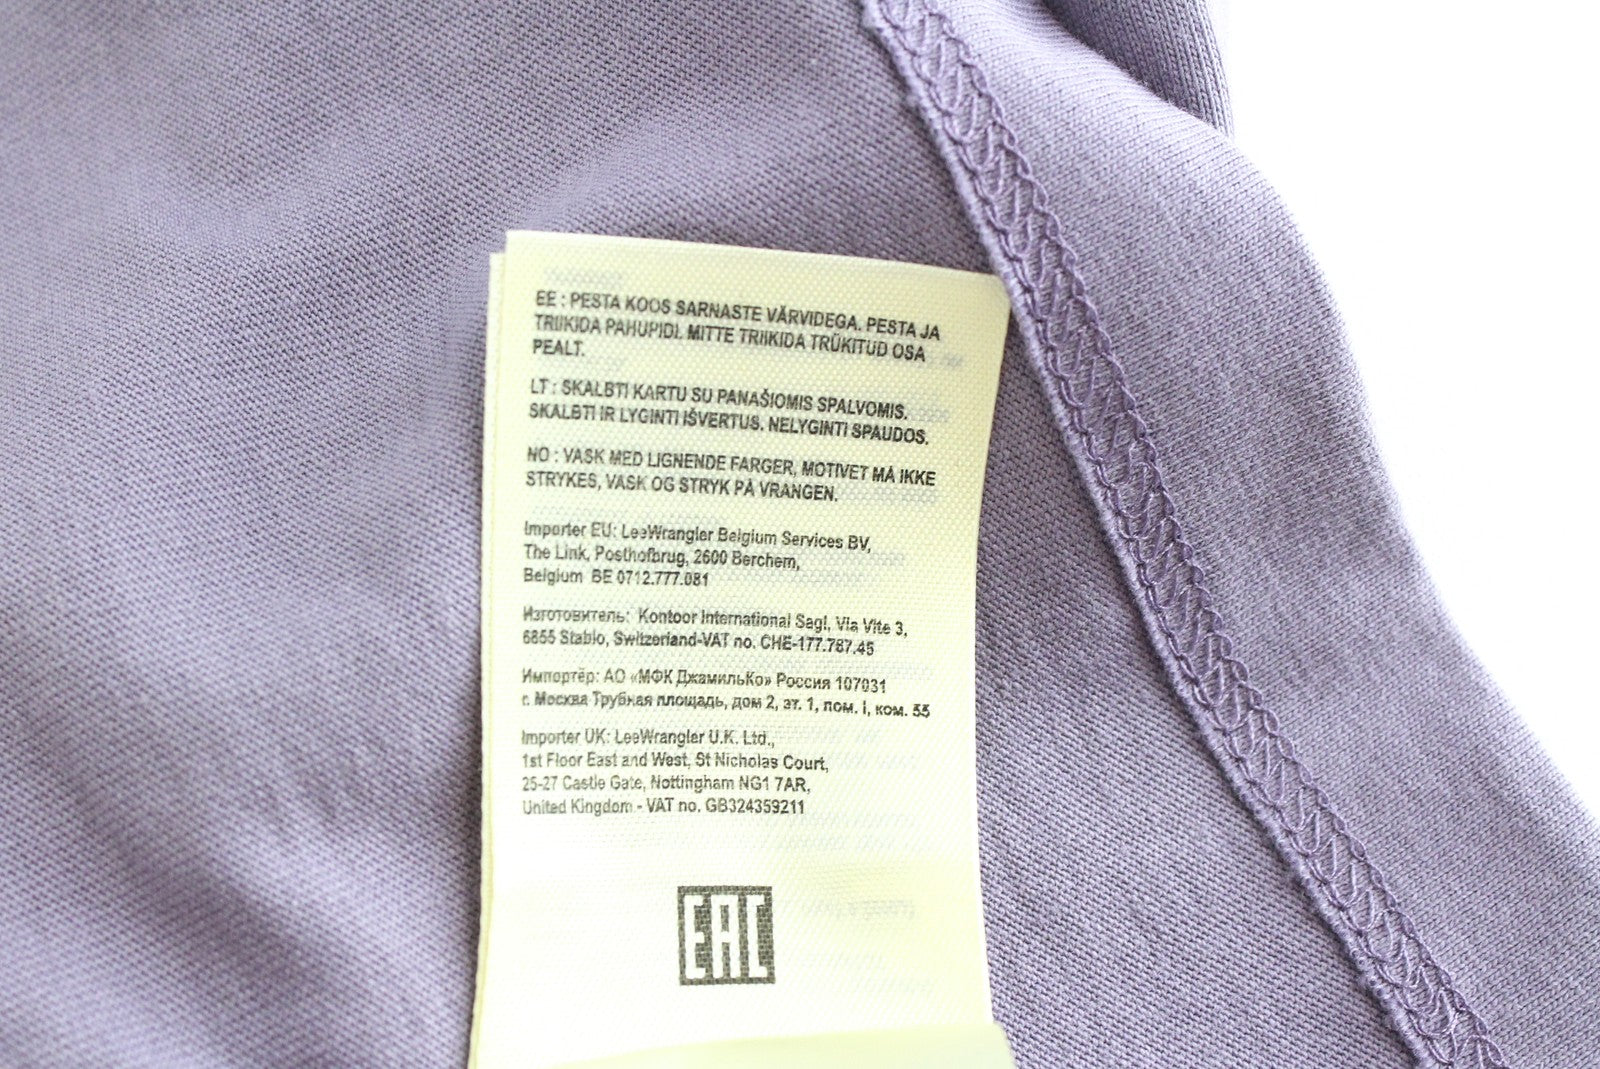 EE : PESTA KOOS SARNASTE VÄRVIDEGA. PESTA JA
TRIIKIDA PAHUPIDI. MITTE TRIIKIDA TRÜKITUD OSA
PEALT.
LT : SKALBTI KARTU SU PANAŠIOMIS SPALVOMIS.
SKALBTI IR LYGINTI IŠVERTUS. NELYGINTI SPAUDOS.
NO : VASK MED LIGNENDE FARGER, MOTIVET MÅ IKKE
STRYKES, VASK OG STRYK PÅ VRANGEN.
Importer EU: LeeWrangler Belgium Services BV,
The Link, Posthofbrug, 2600 Berchem,
Belgium BE 0712.777.081
Изготовитель: Kontoor International Sagl, Via Vite 3,
6855 Stabio, Switzerland-VAT no. CHE-177.787.45
Импортёр: АО «МФК ДжамильКо» Россия 107031
г. Москва Трубная площадь, дом 2, эт. 1, пом. I, ком. 55
Importer UK: LeeWrangler U.K. Ltd.,
1st Floor East and West, St Nicholas Court,
25-27 Castle Gate, Nottingham NG1 7AR,
United Kingdom - VAT no. GB324359211
EAC